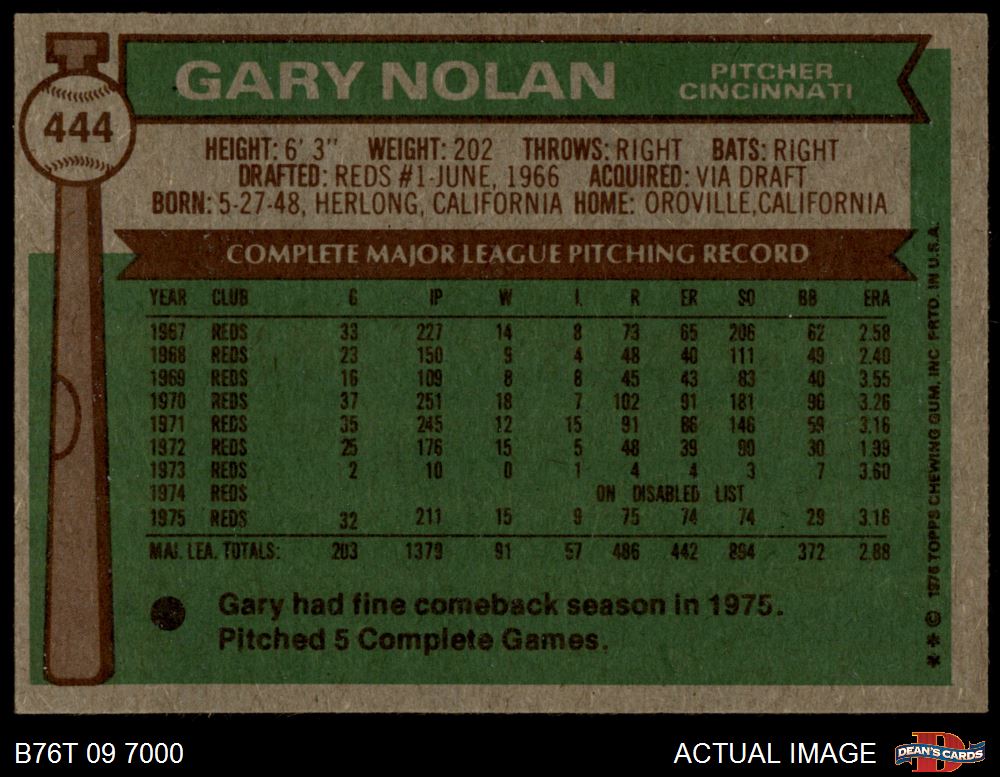 444
GARY NOLAN
PITCHER
CINCINNATI
HEIGHT: 6' 3" WEIGHT: 202 THROWS: RIGHT BATS: RIGHT
DRAFTED: REDS #1-JUNE, 1966 ACQUIRED: VIA DRAFT
BORN: 5-27-48, HERLONG, CALIFORNIA HOME: OROVILLE, CALIFORNIA
COMPLETE MAJOR LEAGUE PITCHING RECORD
YEAR CLUB G IP W L R ER SO BB ERA
1967 REDS 33 227 14 8 73 65 206 62 2.58
1968 REDS 23 150 9 4 48 40 111 49 2.40
1969 REDS 16 109 8 8 45 43 83 40 3.55
1970 REDS 37 251 18 7 102 91 181 96 3.26
1971 REDS 35 245 12 15 91 86 146 59 3.16
1972 REDS 25 176 15 5 48 39 90 30 1.99
1973 REDS 2 10 0 1 4 4 3 7 3.60
1974 REDS ON DISABLED LIST
1975 REDS 32 211 15 9 75 74 74 29 3.16
MAJ. LEA. TOTALS: 203 1379 91 57 486 442 894 372 2.88
Gary had fine comeback season in 1975.
Pitched 5 Complete Games.
** © 1976 TOPPS CHEWING GUM, INC. PRTD. IN U.S.A.
B76T 09 7000
ACTUAL IMAGE
D
DEAN'S CARDS